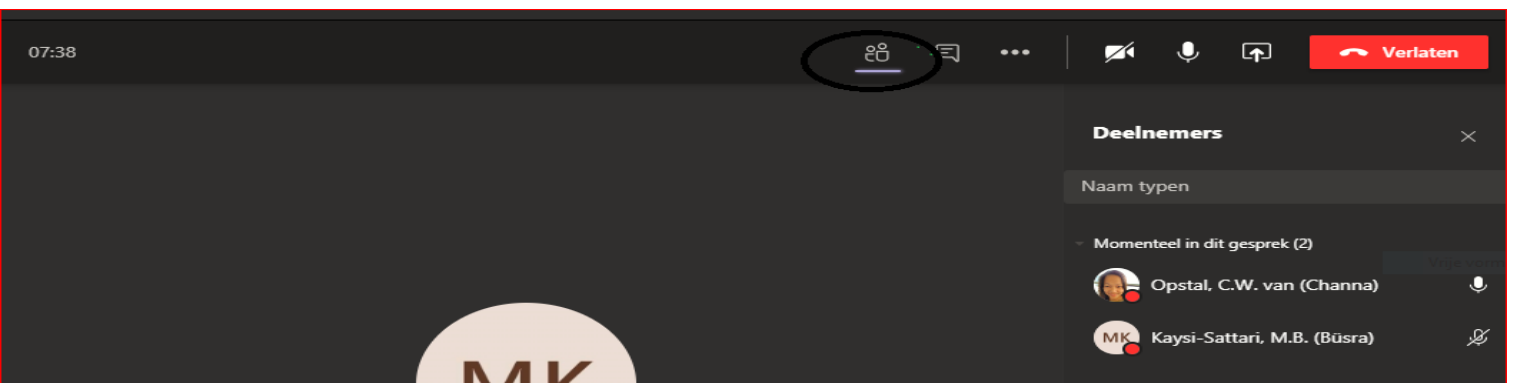 07:38
Verlaten
Deelnemers
Naam typen
Momenteel in dit gesprek (2)
Opstal, C.W. van (Channa)
MK Kaysi-Sattari, M.B. (Büsra)
MK